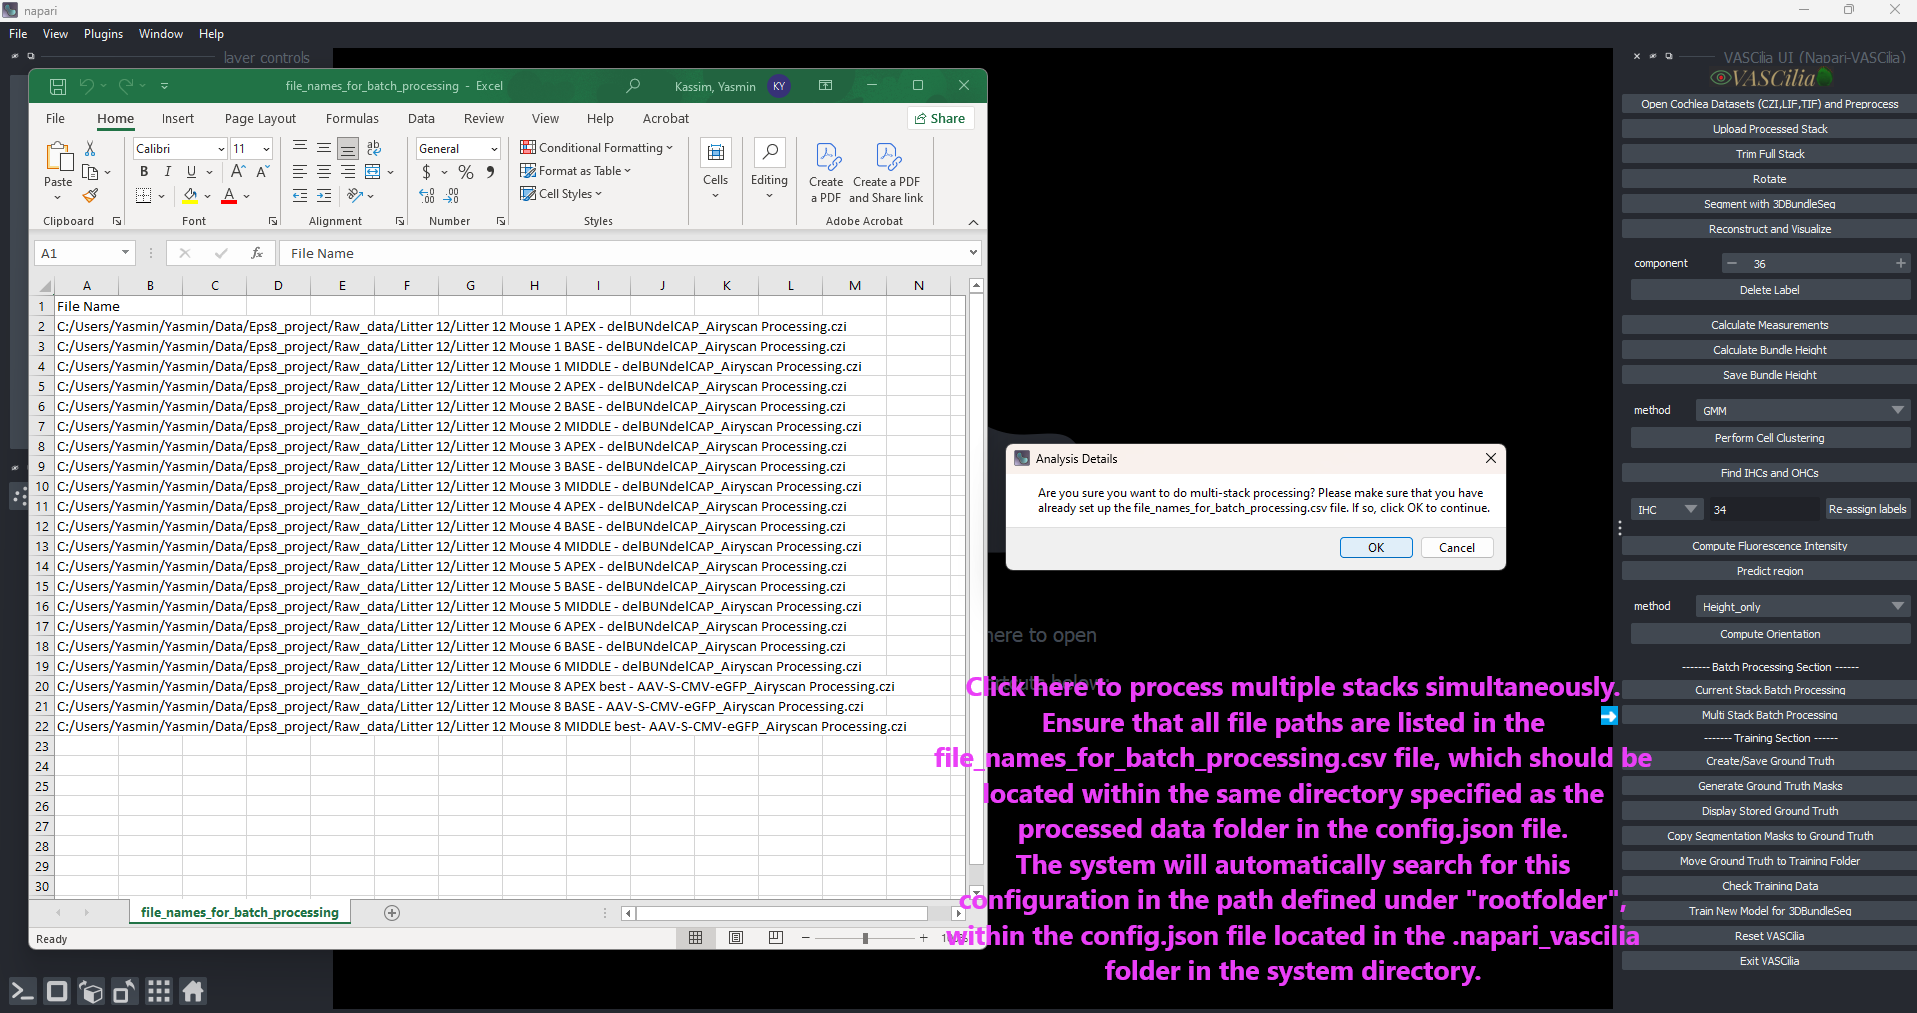 napari
File View Plugins Window Help
layer controls
file_names_for_batch_processing - Excel
Kassim, Yasmin KY
File Home Insert Page Layout Formulas Data Review View Help Acrobat Share
Paste
Clipboard
Calibri 11
B I U
Font
Alignment
General
$ % ,
Number
Conditional Formatting
Format as Table
Cell Styles
Styles
Cells
Editing
Create a PDF
Create a PDF and Share link
Adobe Acrobat
A1 fx File Name
A B C D E F G H I J K L M N
1 File Name
2 C:/Users/Yasmin/Yasmin/Data/Eps8_project/Raw_data/Litter 12/Litter 12 Mouse 1 APEX - delBUNdelCAP_Airyscan Processing.czi
3 C:/Users/Yasmin/Yasmin/Data/Eps8_project/Raw_data/Litter 12/Litter 12 Mouse 1 BASE - delBUNdelCAP_Airyscan Processing.czi
4 C:/Users/Yasmin/Yasmin/Data/Eps8_project/Raw_data/Litter 12/Litter 12 Mouse 1 MIDDLE - delBUNdelCAP_Airyscan Processing.czi
5 C:/Users/Yasmin/Yasmin/Data/Eps8_project/Raw_data/Litter 12/Litter 12 Mouse 2 APEX - delBUNdelCAP_Airyscan Processing.czi
6 C:/Users/Yasmin/Yasmin/Data/Eps8_project/Raw_data/Litter 12/Litter 12 Mouse 2 BASE - delBUNdelCAP_Airyscan Processing.czi
7 C:/Users/Yasmin/Yasmin/Data/Eps8_project/Raw_data/Litter 12/Litter 12 Mouse 2 MIDDLE - delBUNdelCAP_Airyscan Processing.czi
8 C:/Users/Yasmin/Yasmin/Data/Eps8_project/Raw_data/Litter 12/Litter 12 Mouse 3 APEX - delBUNdelCAP_Airyscan Processing.czi
9 C:/Users/Yasmin/Yasmin/Data/Eps8_project/Raw_data/Litter 12/Litter 12 Mouse 3 BASE - delBUNdelCAP_Airyscan Processing.czi
10 C:/Users/Yasmin/Yasmin/Data/Eps8_project/Raw_data/Litter 12/Litter 12 Mouse 3 MIDDLE - delBUNdelCAP_Airyscan Processing.czi
11 C:/Users/Yasmin/Yasmin/Data/Eps8_project/Raw_data/Litter 12/Litter 12 Mouse 4 APEX - delBUNdelCAP_Airyscan Processing.czi
12 C:/Users/Yasmin/Yasmin/Data/Eps8_project/Raw_data/Litter 12/Litter 12 Mouse 4 BASE - delBUNdelCAP_Airyscan Processing.czi
13 C:/Users/Yasmin/Yasmin/Data/Eps8_project/Raw_data/Litter 12/Litter 12 Mouse 4 MIDDLE - delBUNdelCAP_Airyscan Processing.czi
14 C:/Users/Yasmin/Yasmin/Data/Eps8_project/Raw_data/Litter 12/Litter 12 Mouse 5 APEX - delBUNdelCAP_Airyscan Processing.czi
15 C:/Users/Yasmin/Yasmin/Data/Eps8_project/Raw_data/Litter 12/Litter 12 Mouse 5 BASE - delBUNdelCAP_Airyscan Processing.czi
16 C:/Users/Yasmin/Yasmin/Data/Eps8_project/Raw_data/Litter 12/Litter 12 Mouse 5 MIDDLE - delBUNdelCAP_Airyscan Processing.czi
17 C:/Users/Yasmin/Yasmin/Data/Eps8_project/Raw_data/Litter 12/Litter 12 Mouse 6 APEX - delBUNdelCAP_Airyscan Processing.czi
18 C:/Users/Yasmin/Yasmin/Data/Eps8_project/Raw_data/Litter 12/Litter 12 Mouse 6 BASE - delBUNdelCAP_Airyscan Processing.czi
19 C:/Users/Yasmin/Yasmin/Data/Eps8_project/Raw_data/Litter 12/Litter 12 Mouse 6 MIDDLE - delBUNdelCAP_Airyscan Processing.czi
20 C:/Users/Yasmin/Yasmin/Data/Eps8_project/Raw_data/Litter 12/Litter 12 Mouse 8 APEX best - AAV-S-CMV-eGFP_Airyscan Processing.czi
21 C:/Users/Yasmin/Yasmin/Data/Eps8_project/Raw_data/Litter 12/Litter 12 Mouse 8 BASE - AAV-S-CMV-eGFP_Airyscan Processing.czi
22 C:/Users/Yasmin/Yasmin/Data/Eps8_project/Raw_data/Litter 12/Litter 12 Mouse 8 MIDDLE best- AAV-S-CMV-eGFP_Airyscan Processing.czi
23
24
25
26
27
28
29
30
file_names_for_batch_processing
Ready
Analysis Details
Are you sure you want to do multi-stack processing? Please make sure that you have
already set up the file_names_for_batch_processing.csv file. If so, click OK to continue.
OK Cancel
here to open
below:
Click here to process multiple stacks simultaneously.
Ensure that all file paths are listed in the
file_names_for_batch_processing.csv file, which should be
located within the same directory specified as the
processed data folder in the config.json file.
The system will automatically search for this
configuration in the path defined under "rootfolder",
within the config.json file located in the .napari_vascilia
folder in the system directory.
VASCilia UI (Napari-VASCilia)
VASCilia
Open Cochlea Datasets (CZI,LIF,TIF) and Preprocess
Upload Processed Stack
Trim Full Stack
Rotate
Segment with 3DBundleSeg
Reconstruct and Visualize
component 36
Delete Label
Calculate Measurements
Calculate Bundle Height
Save Bundle Height
method GMM
Perform Cell Clustering
Find IHCs and OHCs
IHC 34 Re-assign labels
Compute Fluorescence Intensity
Predict region
method Height_only
Compute Orientation
------- Batch Processing Section ------
Current Stack Batch Processing
Multi Stack Batch Processing
------- Training Section ------
Create/Save Ground Truth
Generate Ground Truth Masks
Display Stored Ground Truth
Copy Segmentation Masks to Ground Truth
Move Ground Truth to Training Folder
Check Training Data
Train New Model for 3DBundleSeg
Reset VASCilia
Exit VASCilia